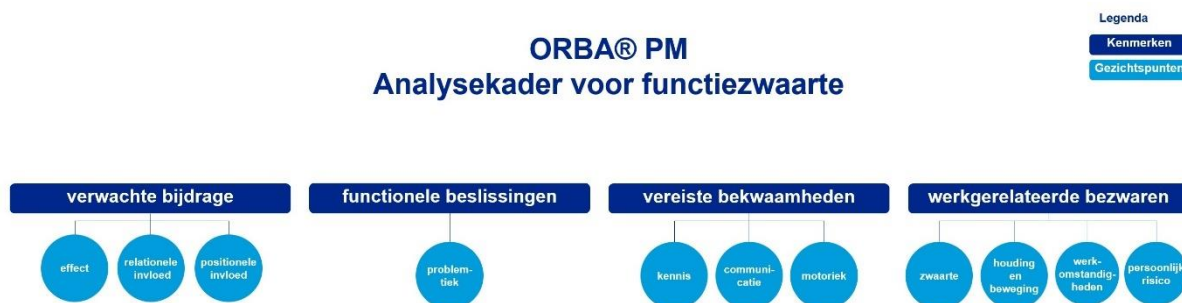 Legenda
Kenmerken
Gezichtspunten
ORBA® PM
Analysekader voor functiezwaarte
verwachte bijdrage
effect
relationele
invloed
positionele
invloed
functionele beslissingen
problem-
tiek
vereiste bekwaamheden
kennis
communi-
catie
motoriek
werkgerelateerde bezwaren
zwaarte
houding
en
beweging
werk-
omstandig-
heden
persoonlijk
risico